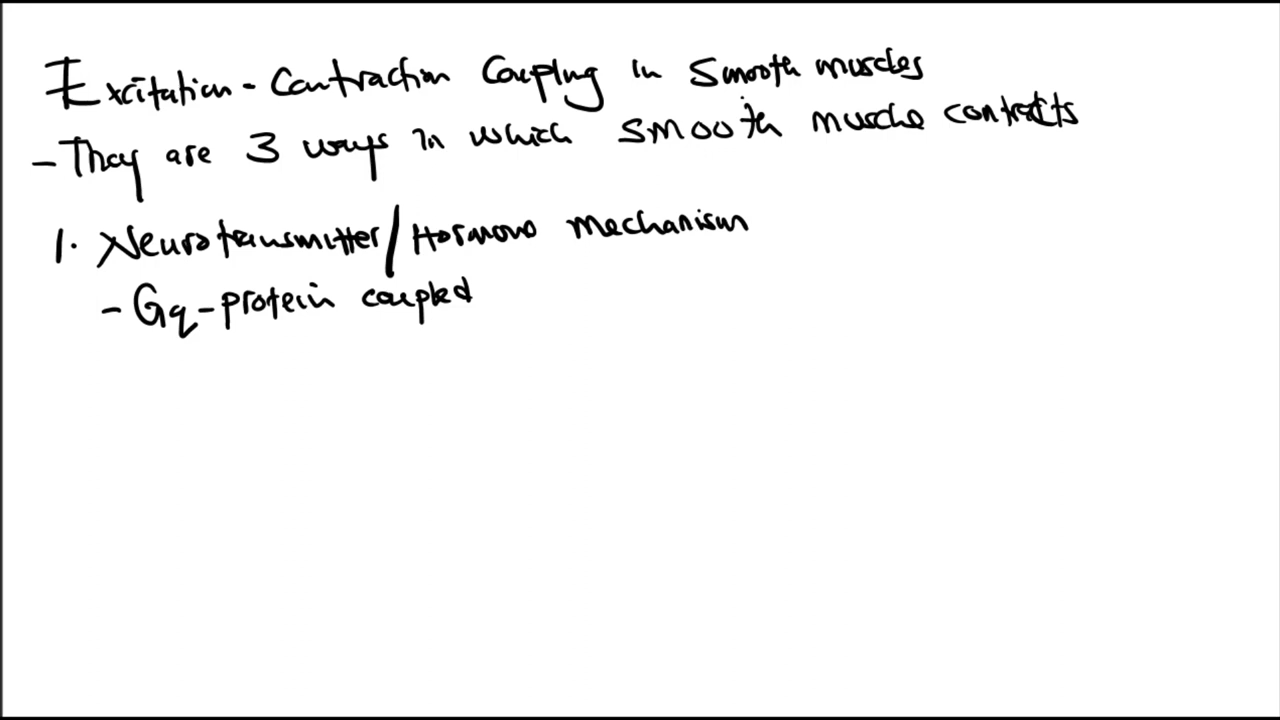 Excitation - Contraction Coupling in Smooth muscles
- They are 3 ways in which smooth muscle contracts
1. Neurotransmitter / Hormone mechanism
- Gq - protein coupled